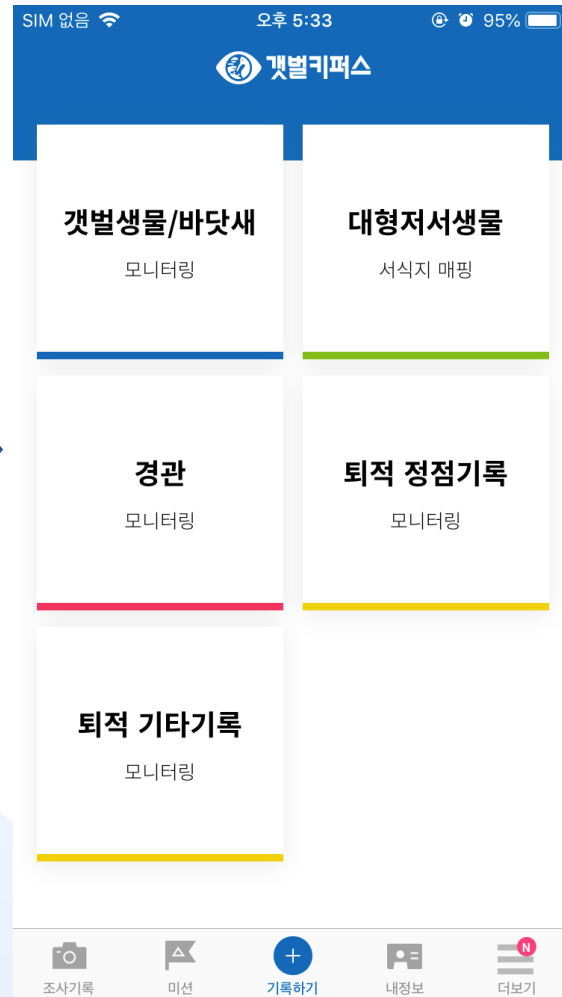 SIM 없음 오후 5:33 95%
갯벌키퍼스
갯벌생물/바닷새
모니터링
대형저서생물
서식지 매핑
경관
모니터링
퇴적 정점기록
모니터링
퇴적 기타기록
모니터링
N
조사기록 미션 기록하기 내정보 더보기